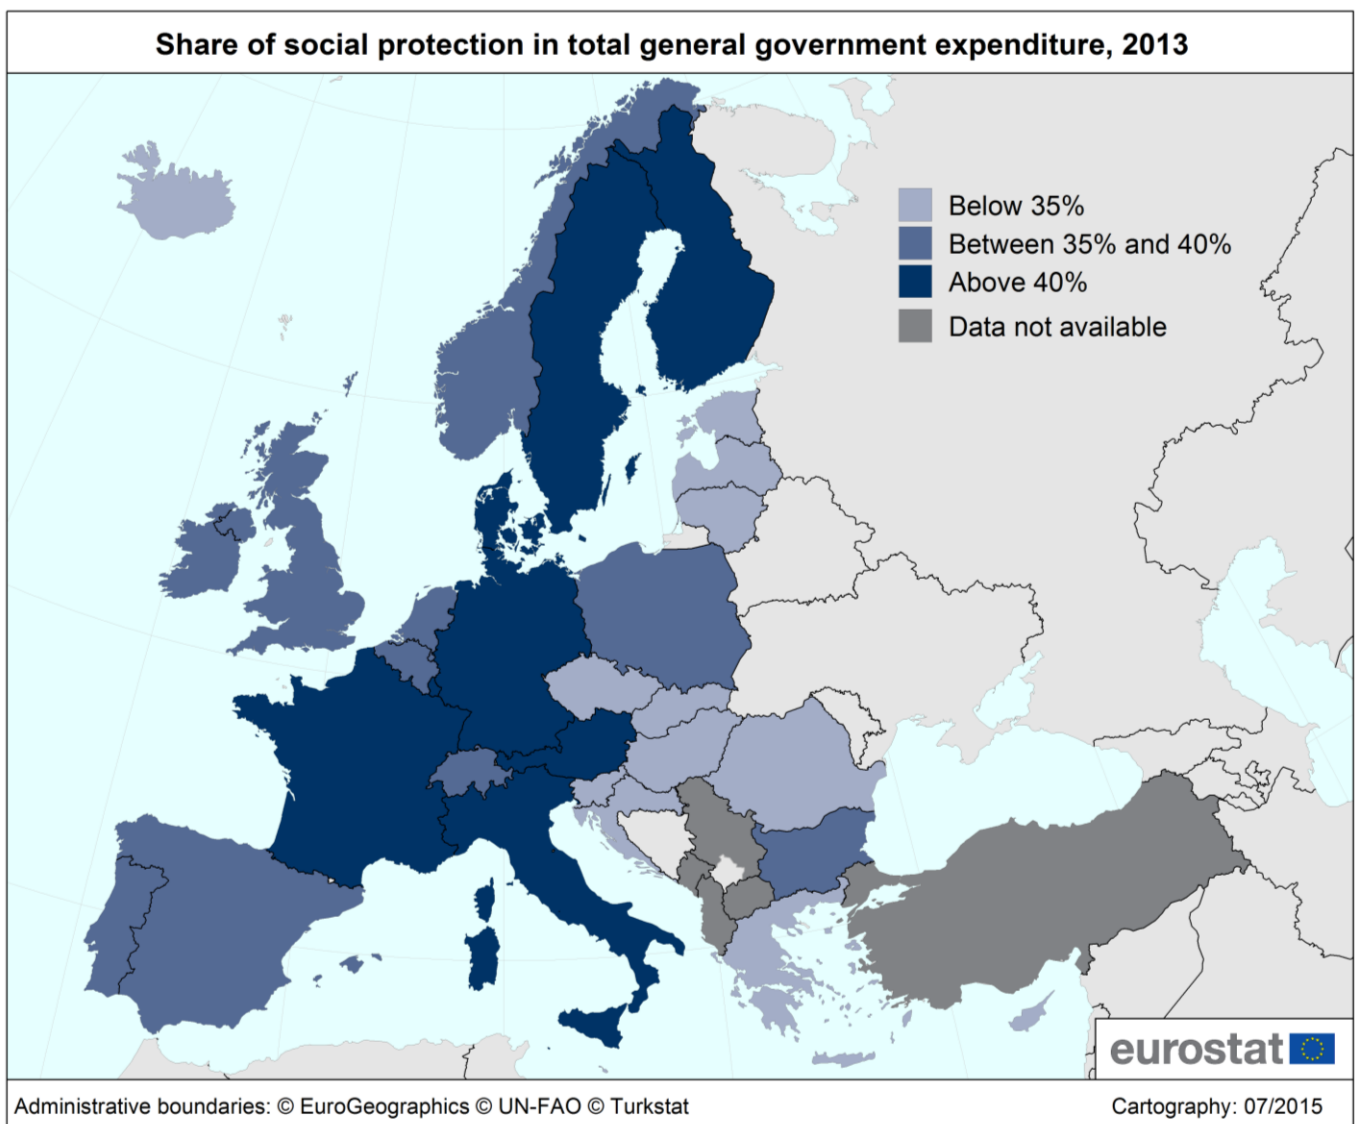 Share of social protection in total general government expenditure, 2013
Below 35%
Between 35% and 40%
Above 40%
Data not available
eurostat
Administrative boundaries: © EuroGeographics © UN-FAO © Turkstat
Cartography: 07/2015